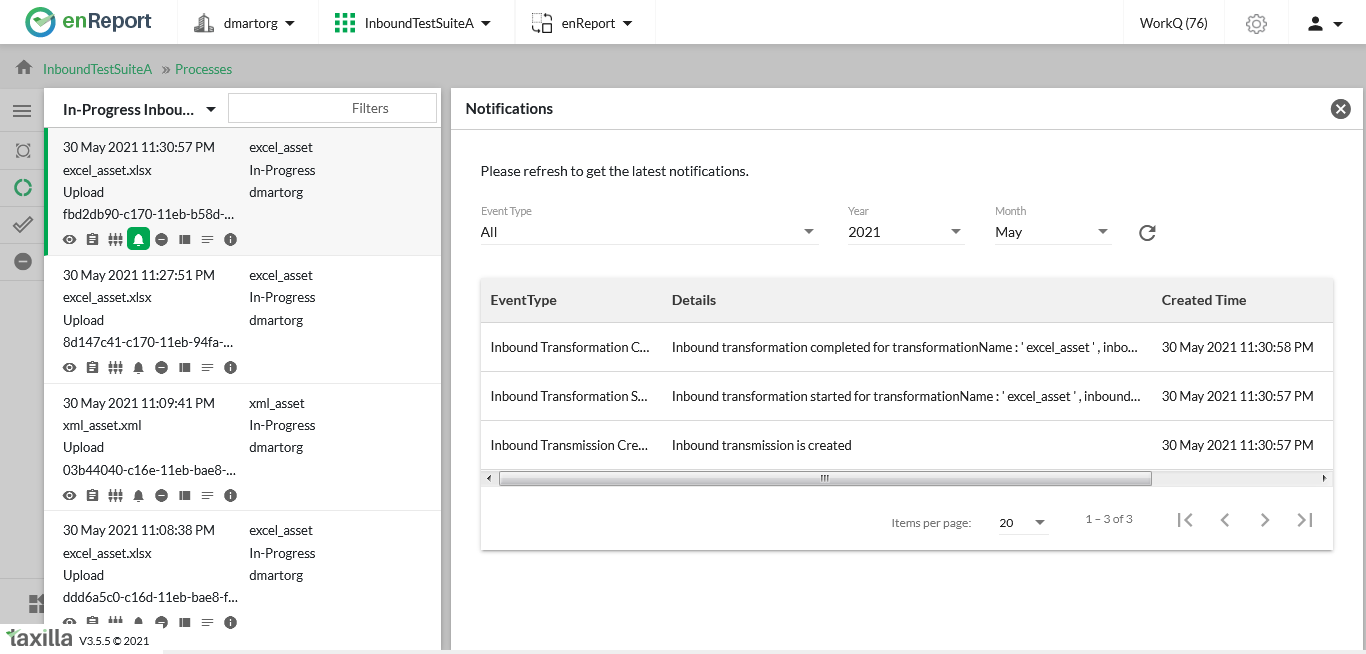 enReport
dmartorg
InboundTestSuiteA
enReport
WorkQ (76)
InboundTestSuiteA » Processes
In-Progress Inbou...
Filters
30 May 2021 11:30:57 PM excel_asset
excel_asset.xlsx In-Progress
Upload dmartorg
fbd2db90-c170-11eb-b58d-...
30 May 2021 11:27:51 PM excel_asset
excel_asset.xlsx In-Progress
Upload dmartorg
8d147c41-c170-11eb-94fa-...
30 May 2021 11:09:41 PM xml_asset
xml_asset.xml In-Progress
Upload dmartorg
03b44040-c16e-11eb-bae8-...
30 May 2021 11:08:38 PM excel_asset
excel_asset.xlsx In-Progress
Upload dmartorg
ddd6a5c0-c16d-11eb-bae8-f...
taxilla V3.5.5 © 2021
Notifications
Please refresh to get the latest notifications.
Event Type Year Month
All 2021 May
EventType Details Created Time
Inbound Transformation C... Inbound transformation completed for transformationName : ' excel_asset ' , inbo... 30 May 2021 11:30:58 PM
Inbound Transformation S... Inbound transformation started for transformationName : ' excel_asset ' , inbound... 30 May 2021 11:30:57 PM
Inbound Transmission Cre... Inbound transmission is created 30 May 2021 11:30:57 PM
Items per page: 20 1 – 3 of 3